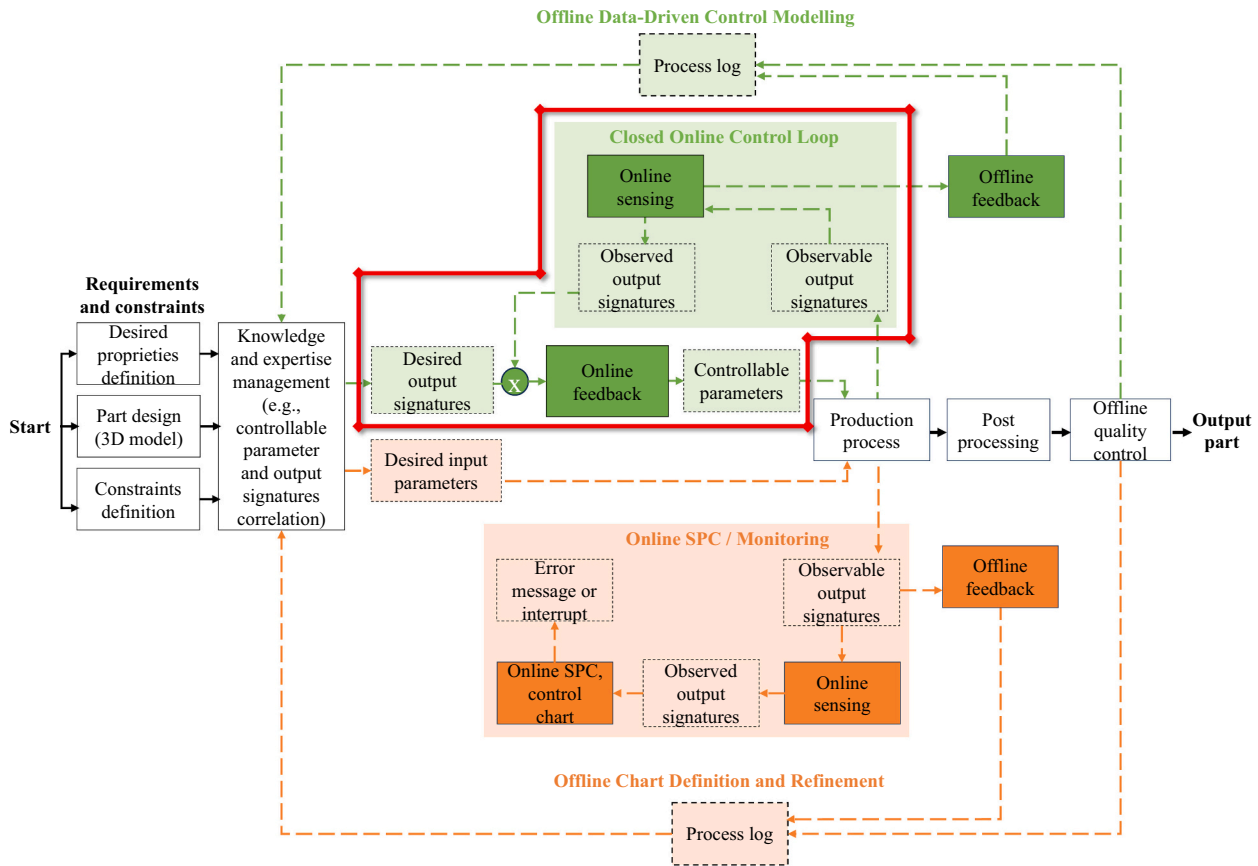 Offline Data-Driven Control Modelling
Process log
Closed Online Control Loop
Online
sensing
Offline
feedback
Observed
output
signatures
Observable
output
signatures
Requirements
and constraints
Desired
proprieties
definition
Knowledge
and expertise
management
(e.g.,
controllable
parameter
and output
signatures
correlation)
Desired
output
signatures
X
Online
feedback
Controllable
parameters
Start
Part design
(3D model)
Production
process
Post
processing
Offline
quality
control
Output
part
Desired input
parameters
Constraints
definition
Online SPC / Monitoring
Error
message or
interrupt
Observable
output
signatures
Offline
feedback
Online SPC,
control
chart
Observed
output
signatures
Online
sensing
Offline Chart Definition and Refinement
Process log